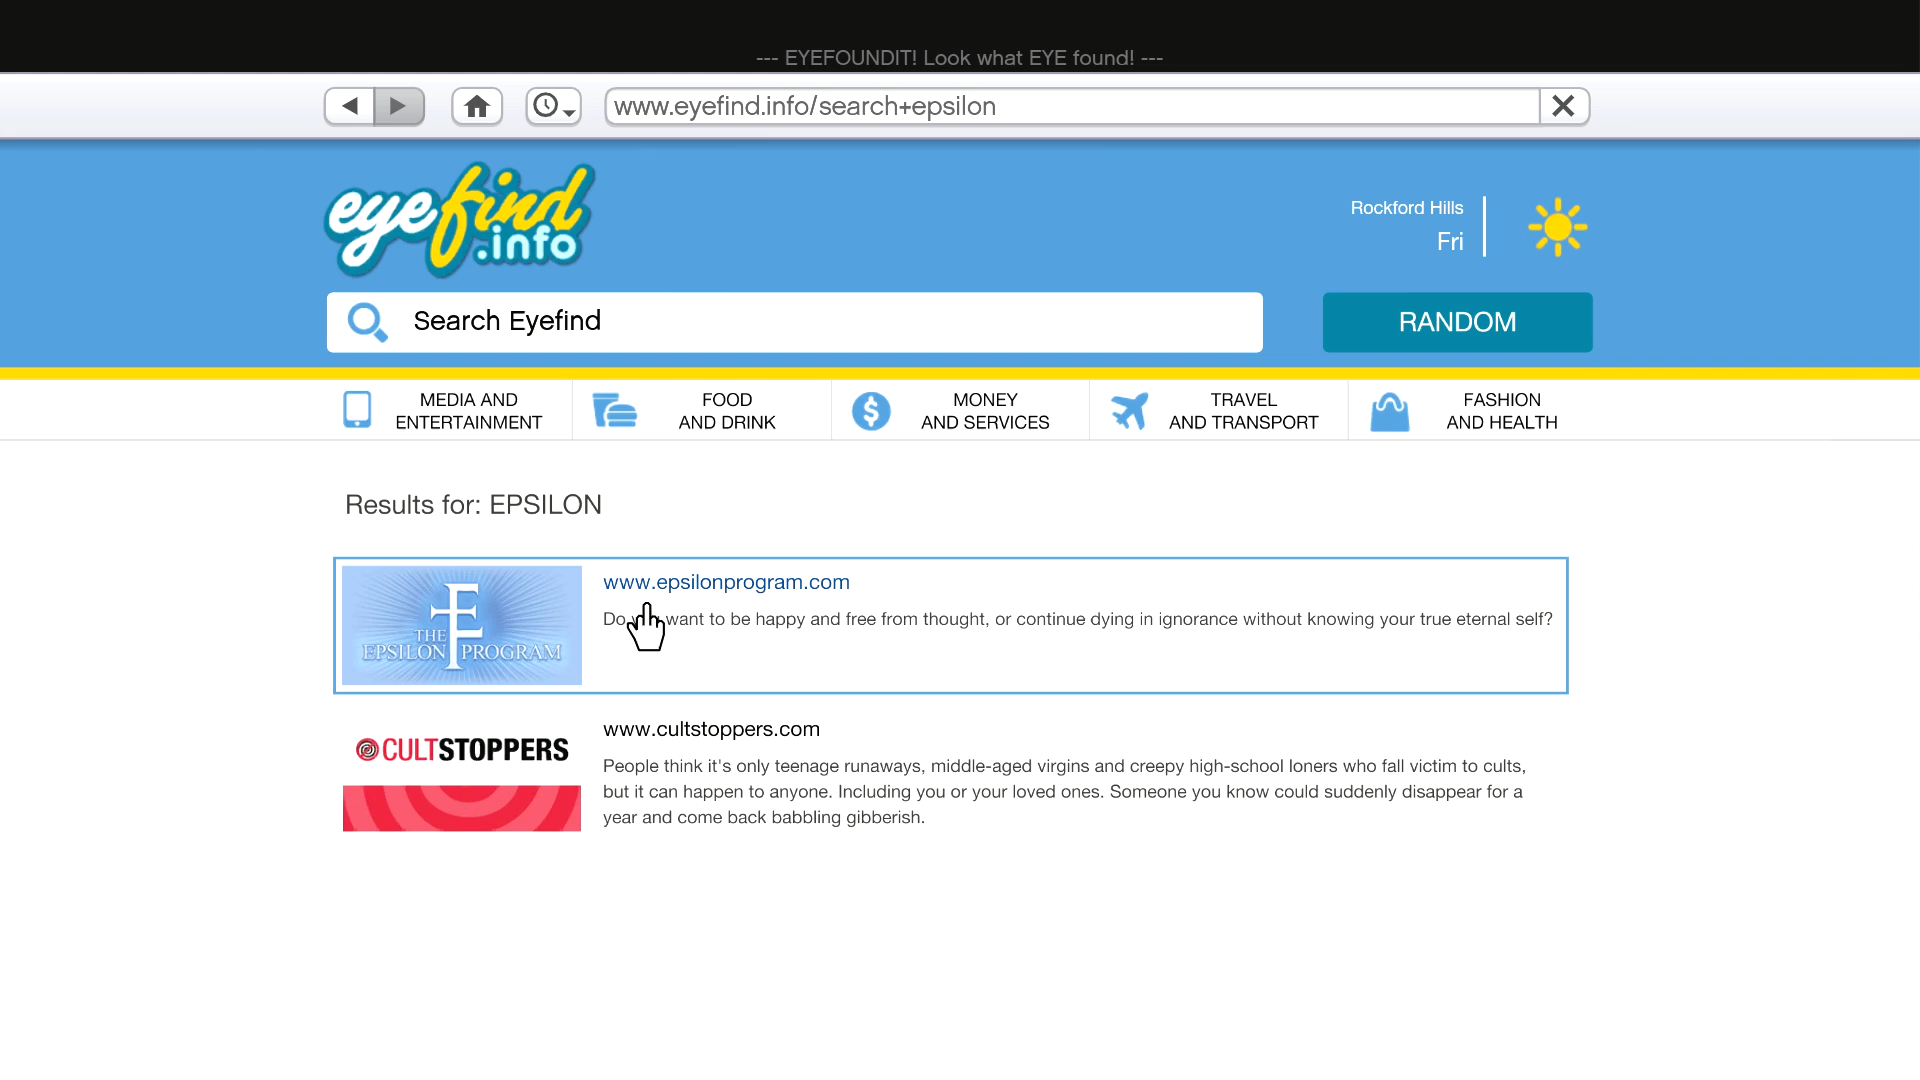 --- EYEFOUNDIT! Look what EYE found! ---
www.eyefind.info/search+epsilon
eyefind
.info
Rockford Hills
Fri
Search Eyefind
RANDOM
MEDIA AND
ENTERTAINMENT
FOOD
AND DRINK
MONEY
AND SERVICES
TRAVEL
AND TRANSPORT
FASHION
AND HEALTH
Results for: EPSILON
THE
EPSILON PROGRAM
www.epsilonprogram.com
Do want to be happy and free from thought, or continue dying in ignorance without knowing your true eternal self?
CULTSTOPPERS
www.cultstoppers.com
People think it's only teenage runaways, middle-aged virgins and creepy high-school loners who fall victim to cults,
but it can happen to anyone. Including you or your loved ones. Someone you know could suddenly disappear for a
year and come back babbling gibberish.